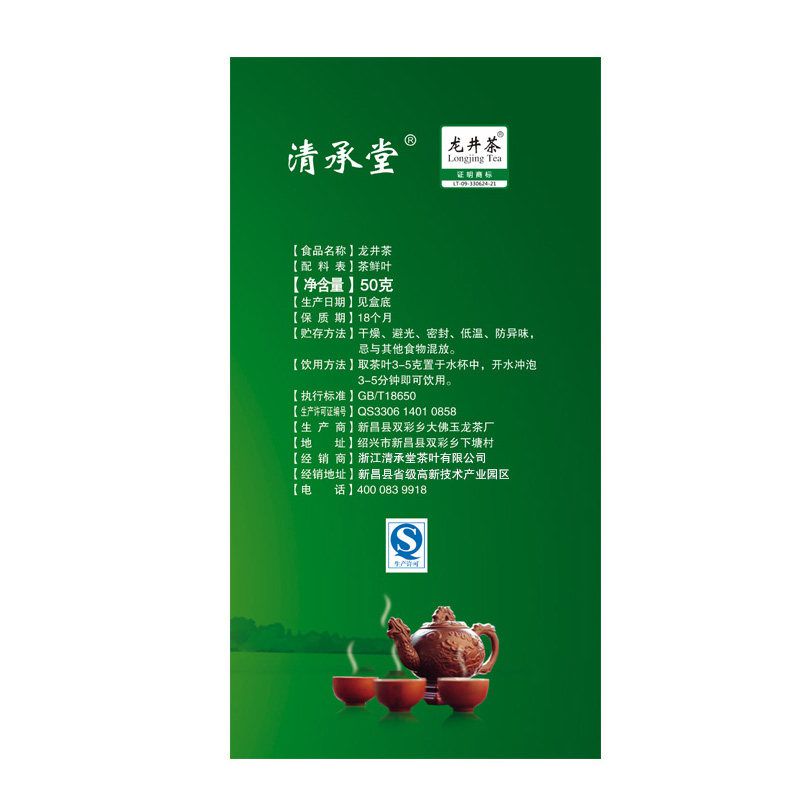 清承堂®
龙井茶®
Longjing Tea
证明商标
LT-09-330624-21
【食品名称】龙井茶
【配 料 表】茶鲜叶
【净含量】50克
【生产日期】见盒底
【保 质 期】18个月
【贮存方法】干燥、避光、密封、低温、防异味，
忌与其他食物混放。
【饮用方法】取茶叶3-5克置于水杯中，开水冲泡
3-5分钟即可饮用。
【执行标准】GB/T18650
【生产许可证编号】QS3306 1401 0858
【生 产 商】新昌县双彩乡大佛玉龙茶厂
【地 址】绍兴市新昌县双彩乡下塘村
【经 销 商】浙江清承堂茶叶有限公司
【经销地址】新昌县省级高新技术产业园区
【电 话】400 083 9918
QS
生产许可